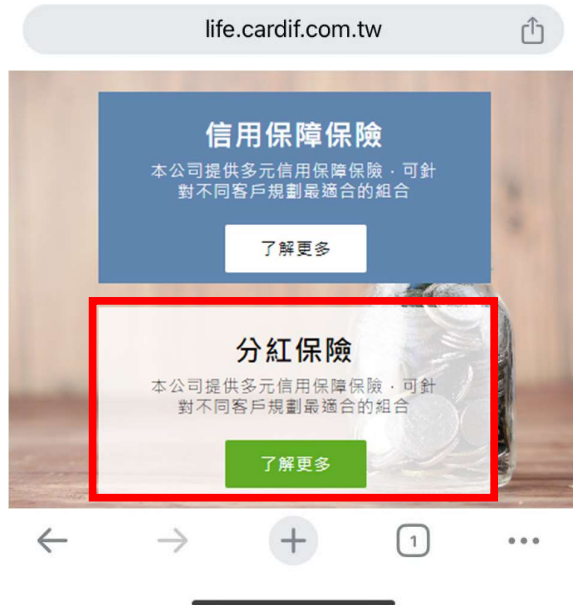 life.cardif.com.tw
信用保障保險
本公司提供多元信用保障保險，可針
對不同客戶規劃最適合的組合
了解更多
分紅保險
本公司提供多元信用保障保險，可針
對不同客戶規劃最適合的組合
了解更多
1